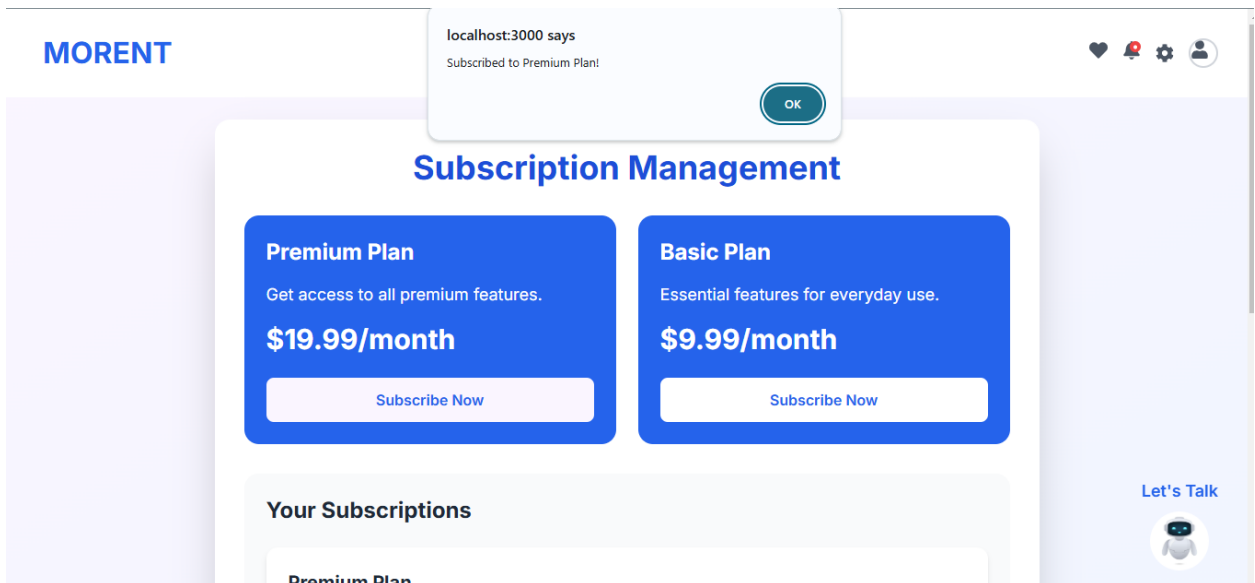 MORENT
localhost:3000 says
Subscribed to Premium Plan!
OK
Subscription Management
Premium Plan
Get access to all premium features.
$19.99/month
Subscribe Now
Basic Plan
Essential features for everyday use.
$9.99/month
Subscribe Now
Your Subscriptions
Premium Plan
Let's Talk